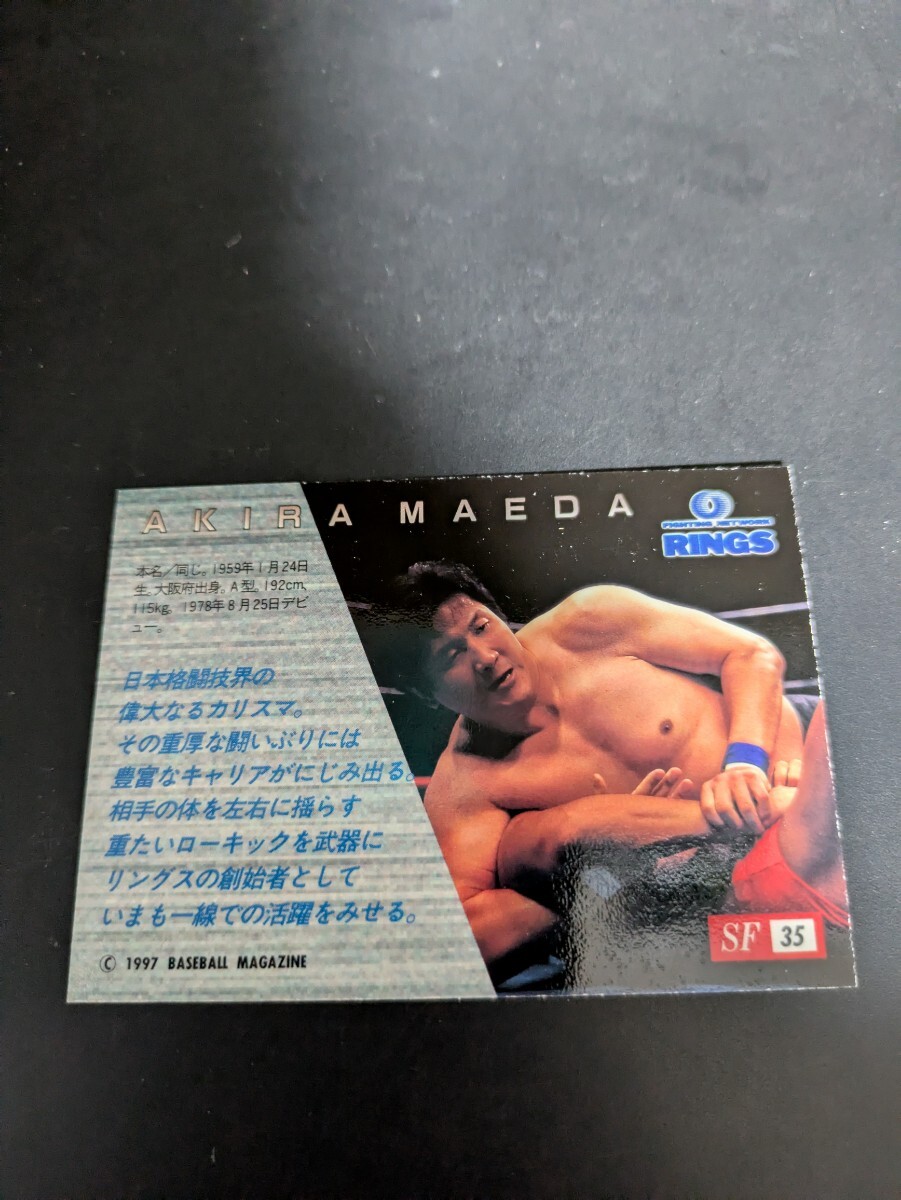 AKIRA MAEDA
FIGHTING NETWORK
RINGS
本名/同じ。1959年1月24日
生。大阪府出身。A型。192cm、
115kg。1978年8月25日デビ
ュー。
日本格闘技界の
偉大なるカリスマ。
その重厚な闘いぶりには
豊富なキャリアがにじみ出る。
相手の体を左右に揺らす
重たいローキックを武器に
リングスの創始者として
いまも一線での活躍をみせる。
© 1997 BASEBALL MAGAZINE
SF 35